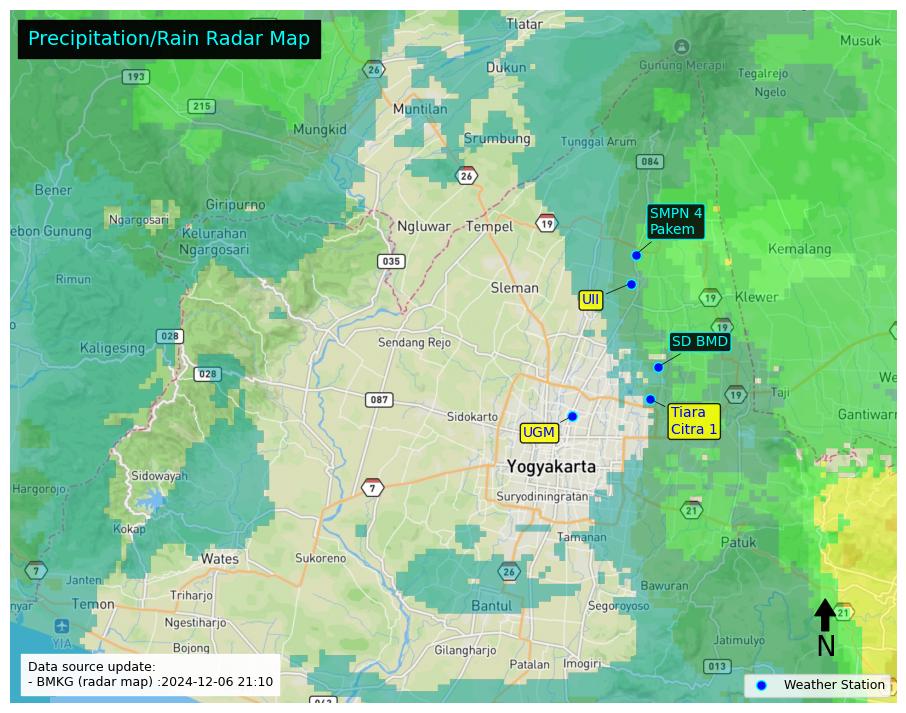 Precipitation/Rain Radar Map
Tlatar
Musuk
26
Dukun
Gunung Merapi
Tegalrejo
193
Ngelo
215
Muntilan
Mungkid
Srumbung
Tunggal Arum
084
26
Bener
Giripurno
SMPN 4
Pakem
Ngargosari
Ngluwar
Tempel
19
ebon Gunung
Kelurahan
Ngargosari
Kemalang
035
Rimun
Sleman
UII
19
Klewer
19
028
Sendang Rejo
SD BMD
Kaligesing
028
We
087
19
Taji
Sidokarto
Tiara
Citra 1
Gantiwarn
UGM
Yogyakarta
Sidowayah
Hargorojo
7
Suryodiningratan
21
Kokap
Tamanan
Patuk
Wates
Sukoreno
7
26
Janten
Bawuran
nyar
Temon
Triharjo
Bantul
Segoroyoso
21
Ngestiharjo
YIA
Jatimulyo
N
Bojong
Gilangharjo
Patalan
Imogiri
013
Data source update:
- BMKG (radar map) :2024-12-06 21:10
Weather Station